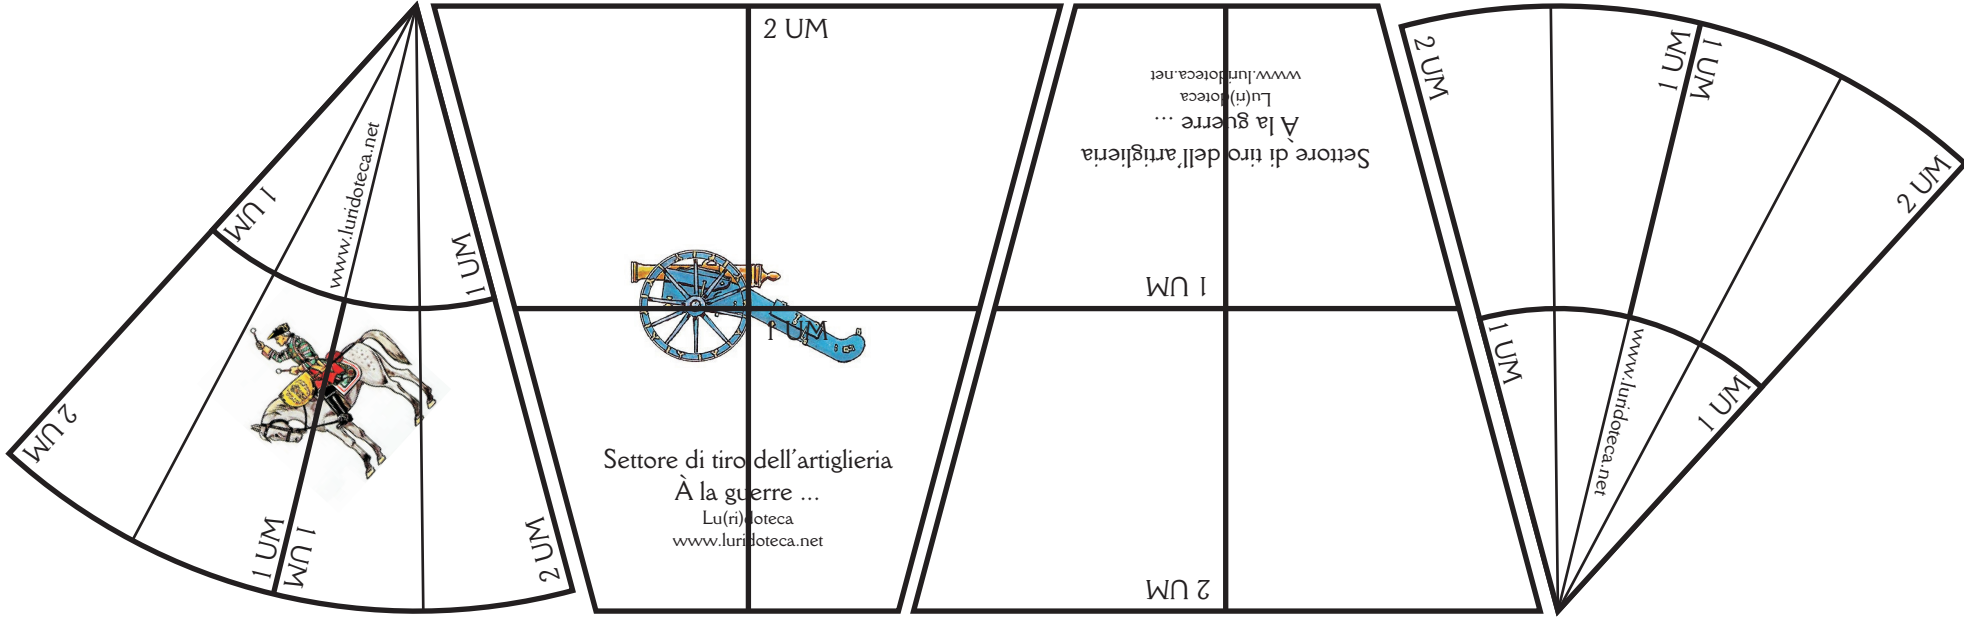 1 UM
www.luridoteca.net
1 UM
2 UM
1 UM
1 UM
2 UM
2 UM
1 UM
Settore di tiro dell'artiglieria
À la guerre ...
Lu(ri)doteca
www.luridoteca.net
Settore di tiro dell'artiglieria
À la guerre ...
Lu(ri)doteca
www.luridoteca.net
1 UM
2 UM
2 UM
1 UM
1 UM
2 UM
1 UM
www.luridoteca.net
1 UM